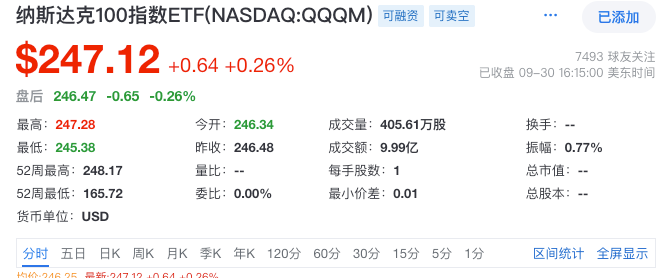 纳斯达克100指数ETF(NASDAQ:QQQM) 可融资 可卖空 ··· 已添加
$247.12 +0.64 +0.26% 7493 球友关注
已收盘 09-30 16:15:00 美东时间
盘后 246.47 -0.65 -0.26%
最高: 247.28 今开: 246.34 成交量: 405.61万股 换手: --
最低: 245.38 昨收: 246.48 成交额: 9.99亿 振幅: 0.77%
52周最高: 248.17 量比: -- 每手股数: 1 总市值: --
52周最低: 165.72 委比: 0.00% 最小价差: 0.01 总股本: --
货币单位: USD
分时 五日 日K 周K 月K 季K 年K 120分 60分 30分 15分 5分 1分 区间统计 全屏显示
均价:246.25 最新:247.12 +0.64 +0.26%